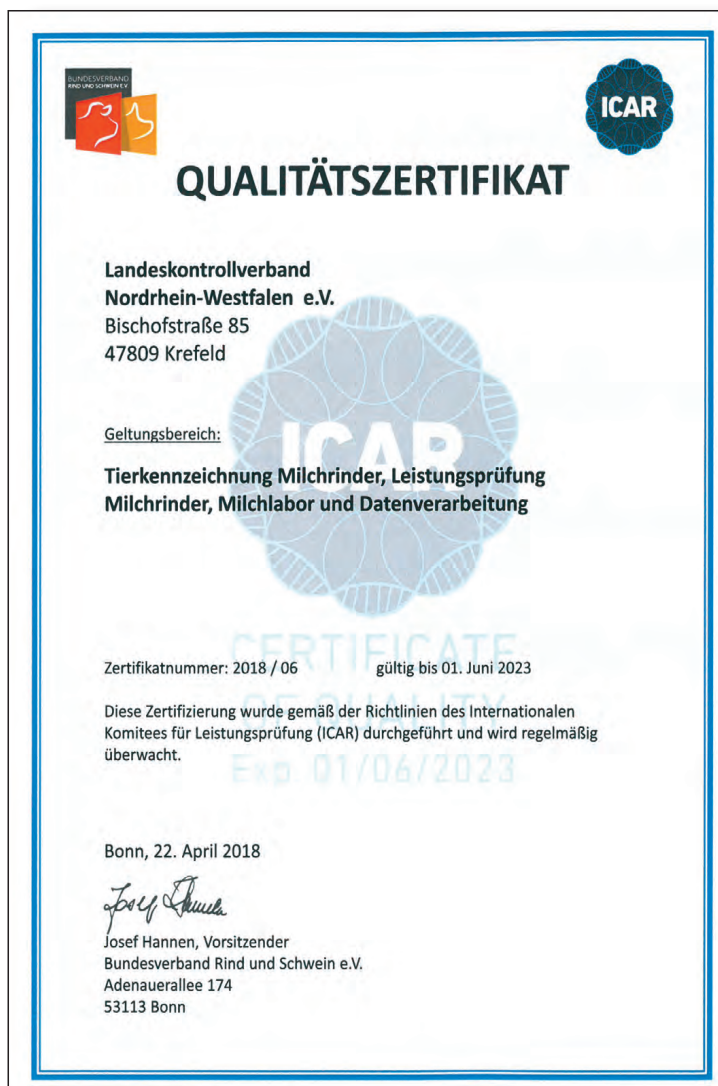 BUNDESVERBAND
RIND UND SCHWEIN E.V.
ICAR
QUALITÄTSZERTIFIKAT
Landeskontrollverband
Nordrhein-Westfalen e.V.
Bischofstraße 85
47809 Krefeld
Geltungsbereich:
ICAR
Tierkennzeichnung Milchrinder, Leistungsprüfung
Milchrinder, Milchlabor und Datenverarbeitung
CERTIFICATE
Zertifikatnummer: 2018 / 06 gültig bis 01. Juni 2023
OF QUALITY
Diese Zertifizierung wurde gemäß der Richtlinien des Internationalen
Komitees für Leistungsprüfung (ICAR) durchgeführt und wird regelmäßig
überwacht.
Exp. 01/06/2023
Bonn, 22. April 2018
Josef Hannen, Vorsitzender
Bundesverband Rind und Schwein e.V.
Adenauerallee 174
53113 Bonn